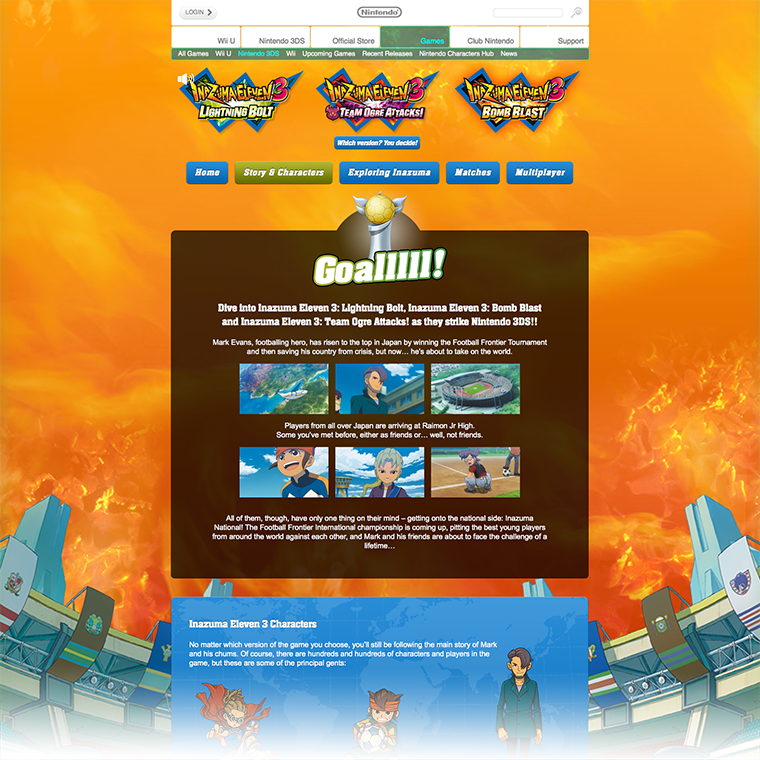 LOGIN
Nintendo
Wii U Nintendo 3DS Official Store Games Club Nintendo Support
All Games Wii U Nintendo 3DS Wii Upcoming Games Recent Releases Nintendo Characters Hub News
INAZUMA ELEVEN 3
LIGHTNING BOLT
INAZUMA ELEVEN 3
TEAM OGRE ATTACKS!
INAZUMA ELEVEN 3
BOMB BLAST
Which version? You decide!
Home Story & Characters Exploring Inazuma Matches Multiplayer
Goalllll!
Dive into Inazuma Eleven 3: Lightning Bolt, Inazuma Eleven 3: Bomb Blast
and Inazuma Eleven 3: Team Ogre Attacks! as they strike Nintendo 3DS!!
Mark Evans, footballing hero, has risen to the top in Japan by winning the Football Frontier Tournament
and then saving his country from crisis, but now… he's about to take on the world.
Players from all over Japan are arriving at Raimon Jr High.
Some you've met before, either as friends or… well, not friends.
All of them, though, have only one thing on their mind – getting onto the national side: Inazuma
National! The Football Frontier International championship is coming up, pitting the best young players
from around the world against each other, and Mark and his friends are about to face the challenge of a
lifetime…
Inazuma Eleven 3 Characters
No matter which version of the game you choose, you'll still be following the main story of Mark
and his chums. Of course, there are hundreds and hundreds of characters and players in the
game, but these are some of the principal gents: